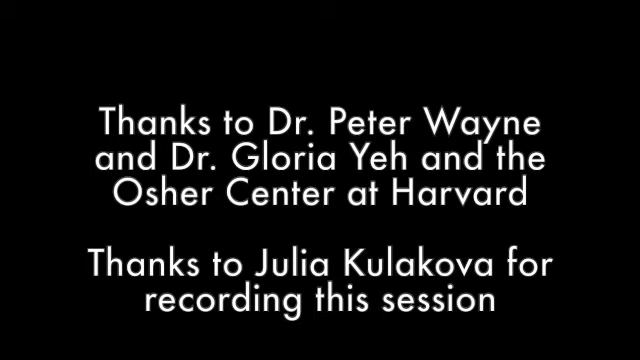 Thanks to Dr. Peter Wayne
and Dr. Gloria Yeh and the
Osher Center at Harvard
Thanks to Julia Kulakova for
recording this session